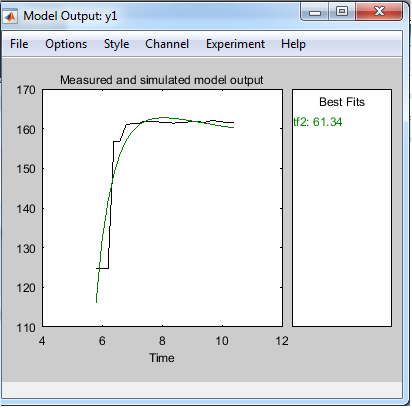 Model Output: y1
File Options Style Channel Experiment Help
Measured and simulated model output
170
160
150
140
130
120
110
4 6 8 10 12
Time
Best Fits
tf2: 61.34